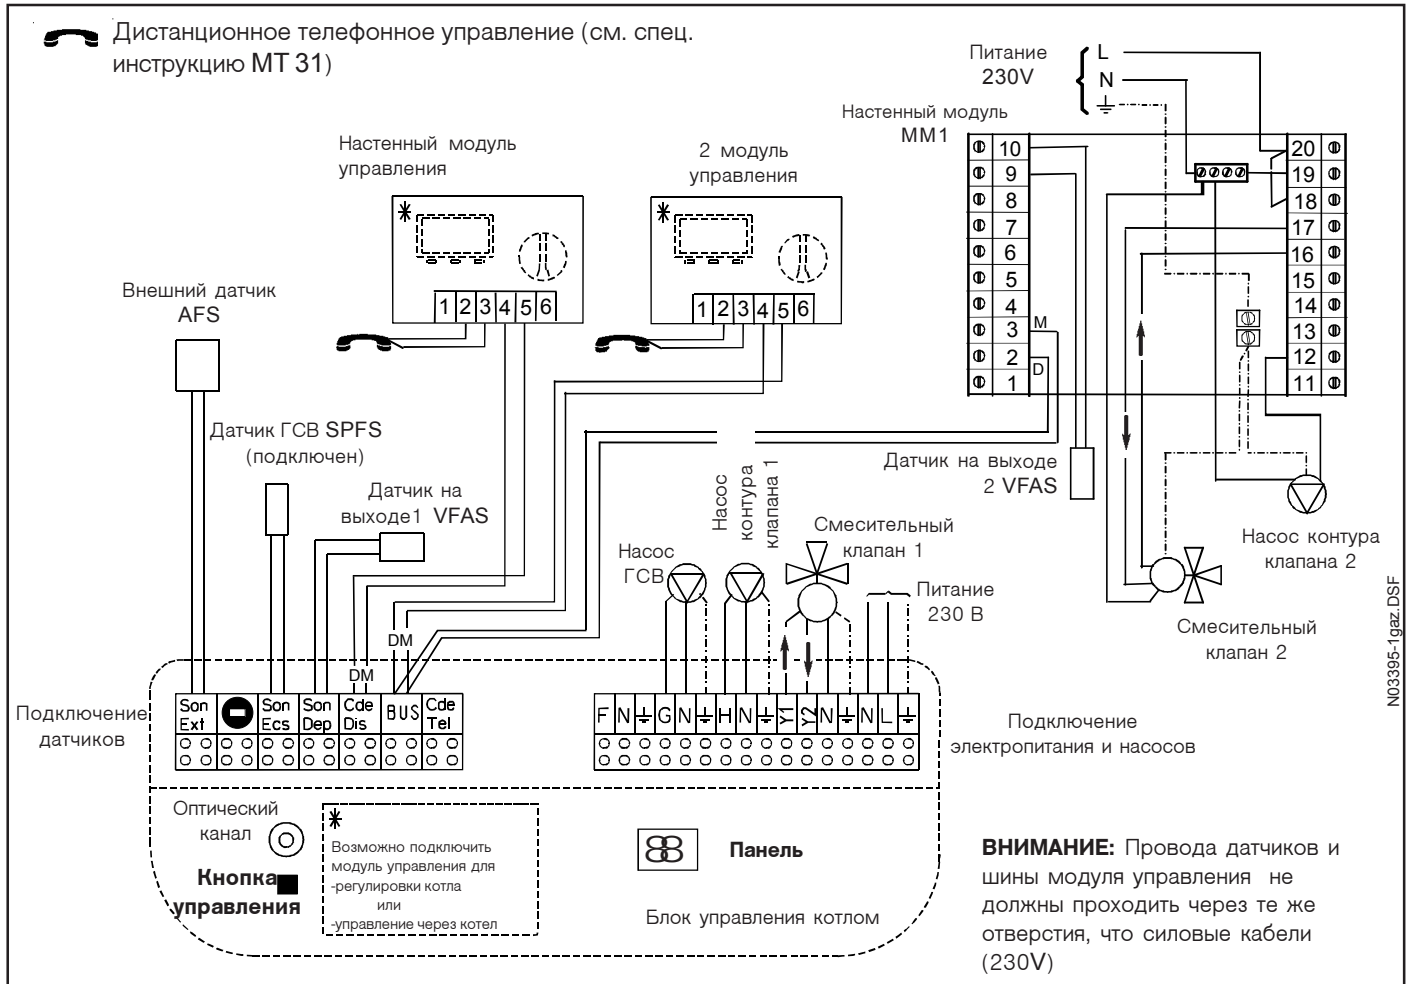 Дистанционное телефонное управление (см. спец.
инструкцию МТ 31)
Питание
230V
L
N
Настенный модуль
ММ1
Настенный модуль
управления
2 модуль
управления
1 2 3 4 5 6
1 2 3 4 5 6
10
9
8
7
6
5
4
3
2
1
M
D
20
19
18
17
16
15
14
13
12
11
Внешний датчик
AFS
Датчик ГСВ SPFS
(подключен)
Датчик на
выходе1 VFAS
Датчик на выходе
2 VFAS
Насос
контура
клапана 1
Смесительный
клапан 1
Насос
ГСВ
Питание
230 В
Насос контура
клапана 2
Смесительный
клапан 2
N03395-1gaz.DSF
DM
DM
Подключение
датчиков
Son
Ext
Son
Ecs
Son
Dep
Cde
Dis
BUS
Cde
Tel
F N G N H N Y1 Y2 N N L
Подключение
электропитания и насосов
Оптический
канал
Кнопка
управления
Возможно подключить
модуль управления для
-регулировки котла
или
-управление через котел
Панель
Блок управления котлом
ВНИМАНИЕ: Провода датчиков и
шины модуля управления не
должны проходить через те же
отверстия, что силовые кабели
(230V)